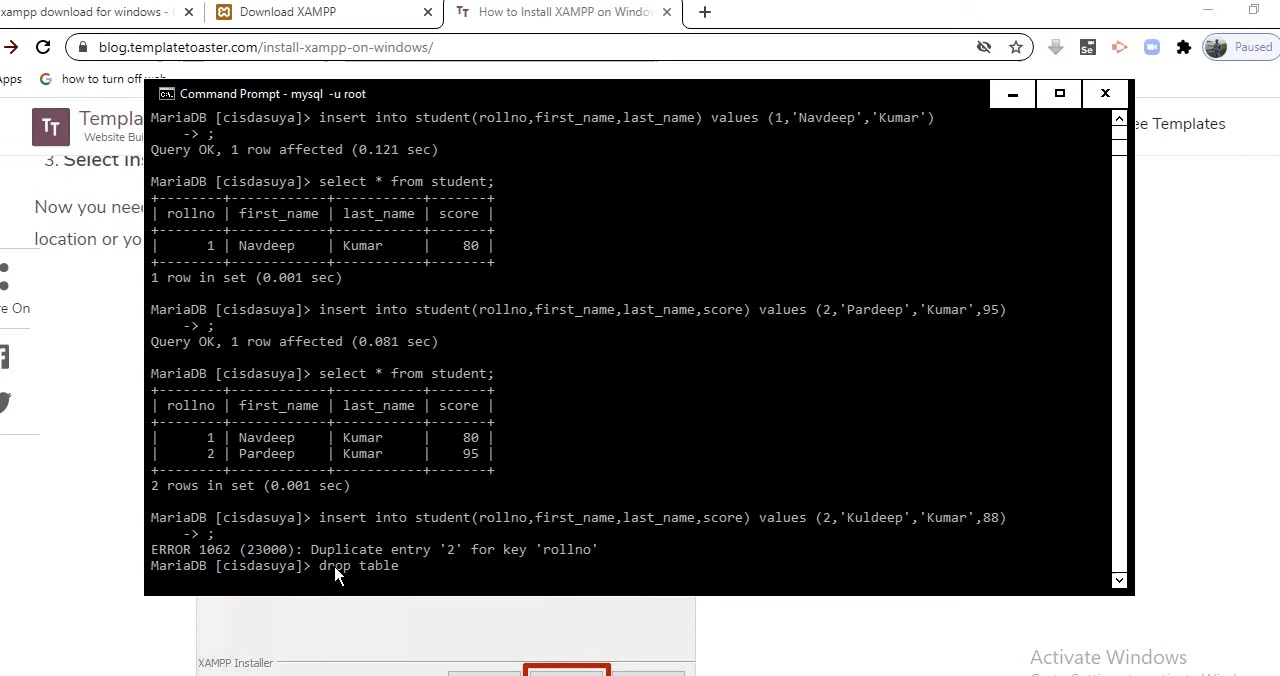 xampp download for windows -
Download XAMPP
How to Install XAMPP on Windo
blog.templatetoaster.com/install-xampp-on-windows/
Se
Paused
Apps
how to turn off web
TT
Templa
Website Bui
ee Templates
3. Select Ins
Now you need
location or yo
re On
Command Prompt - mysql  -u root
MariaDB [cisdasuya]> insert into student(rollno,first_name,last_name) values (1,'Navdeep','Kumar')
    -> ;
Query OK, 1 row affected (0.121 sec)
MariaDB [cisdasuya]> select * from student;
+--------+------------+-----------+-------+
| rollno | first_name | last_name | score |
+--------+------------+-----------+-------+
|      1 | Navdeep    | Kumar     |    80 |
+--------+------------+-----------+-------+
1 row in set (0.001 sec)
MariaDB [cisdasuya]> insert into student(rollno,first_name,last_name,score) values (2,'Pardeep','Kumar',95)
    -> ;
Query OK, 1 row affected (0.081 sec)
MariaDB [cisdasuya]> select * from student;
+--------+------------+-----------+-------+
| rollno | first_name | last_name | score |
+--------+------------+-----------+-------+
|      1 | Navdeep    | Kumar     |    80 |
|      2 | Pardeep    | Kumar     |    95 |
+--------+------------+-----------+-------+
2 rows in set (0.001 sec)
MariaDB [cisdasuya]> insert into student(rollno,first_name,last_name,score) values (2,'Kuldeep','Kumar',88)
    -> ;
ERROR 1062 (23000): Duplicate entry '2' for key 'rollno'
MariaDB [cisdasuya]> drop table
XAMPP Installer
Activate Windows